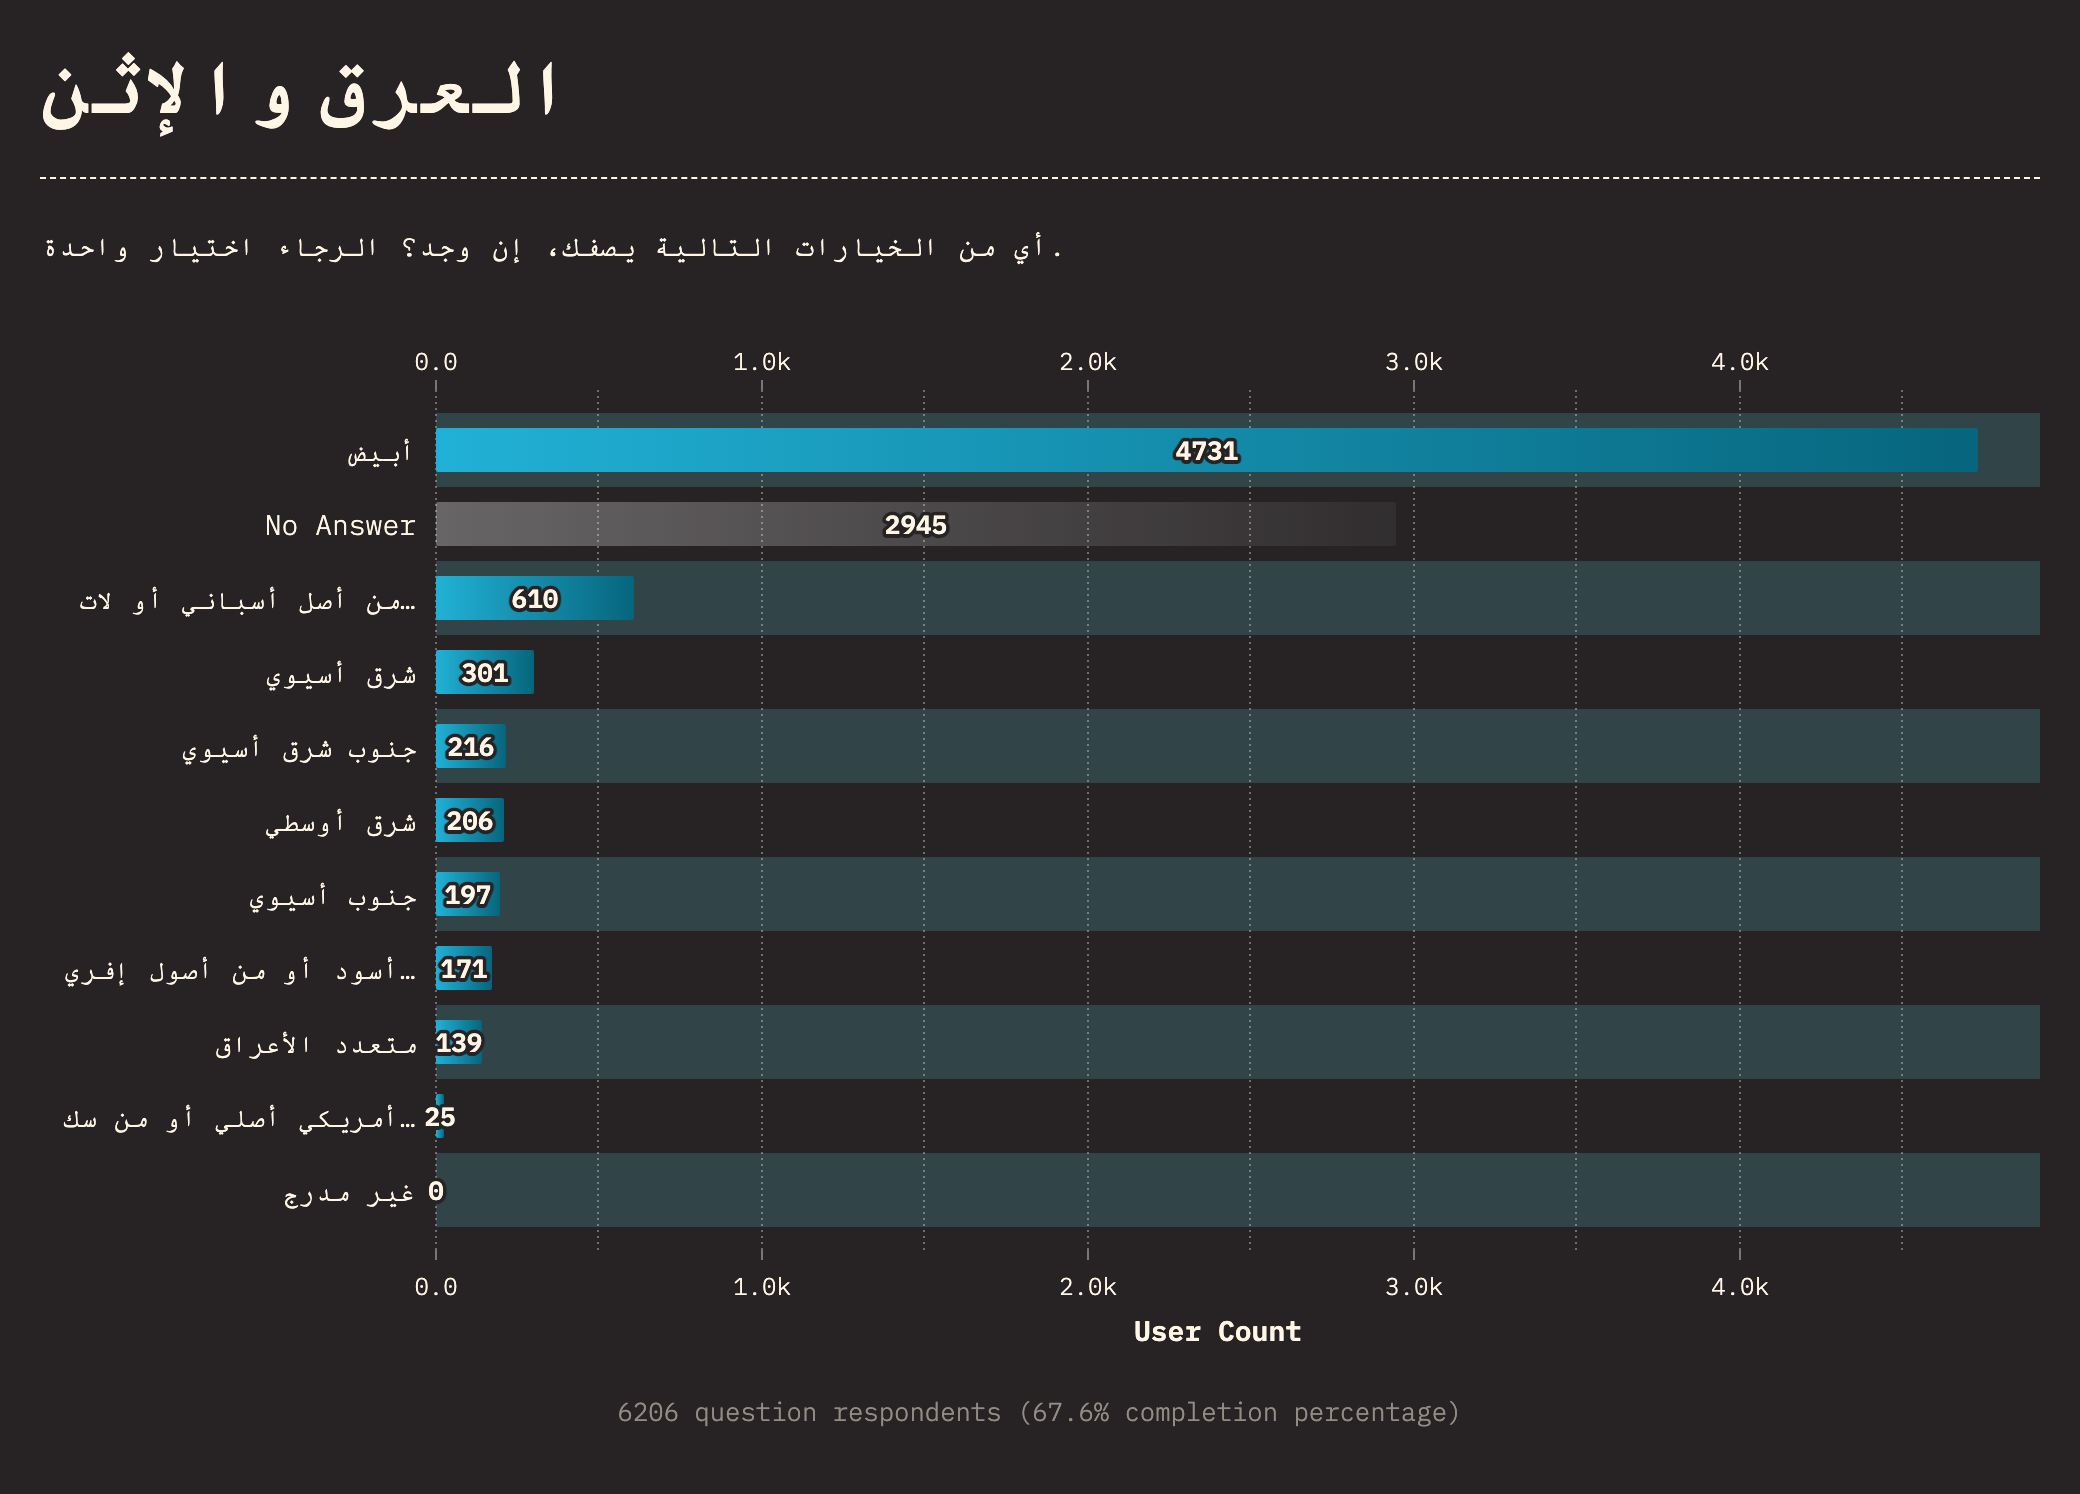 العرق و الإثن
أي من الخيارات التالية يصفك، إن وجد؟ الرجاء اختيار واحدة.
0.0 1.0k 2.0k 3.0k 4.0k
أبيض 4731
No Answer 2945
من أصل أسباني أو لات… 610
شرق أسيوي 301
جنوب شرق أسيوي 216
شرق أوسطي 206
جنوب أسيوي 197
أسود أو من أصول إفري… 171
متعدد الأعراق 139
أمريكي أصلي أو من سك… 25
غير مدرج 0
0.0 1.0k 2.0k 3.0k 4.0k
User Count
6206 question respondents (67.6% completion percentage)